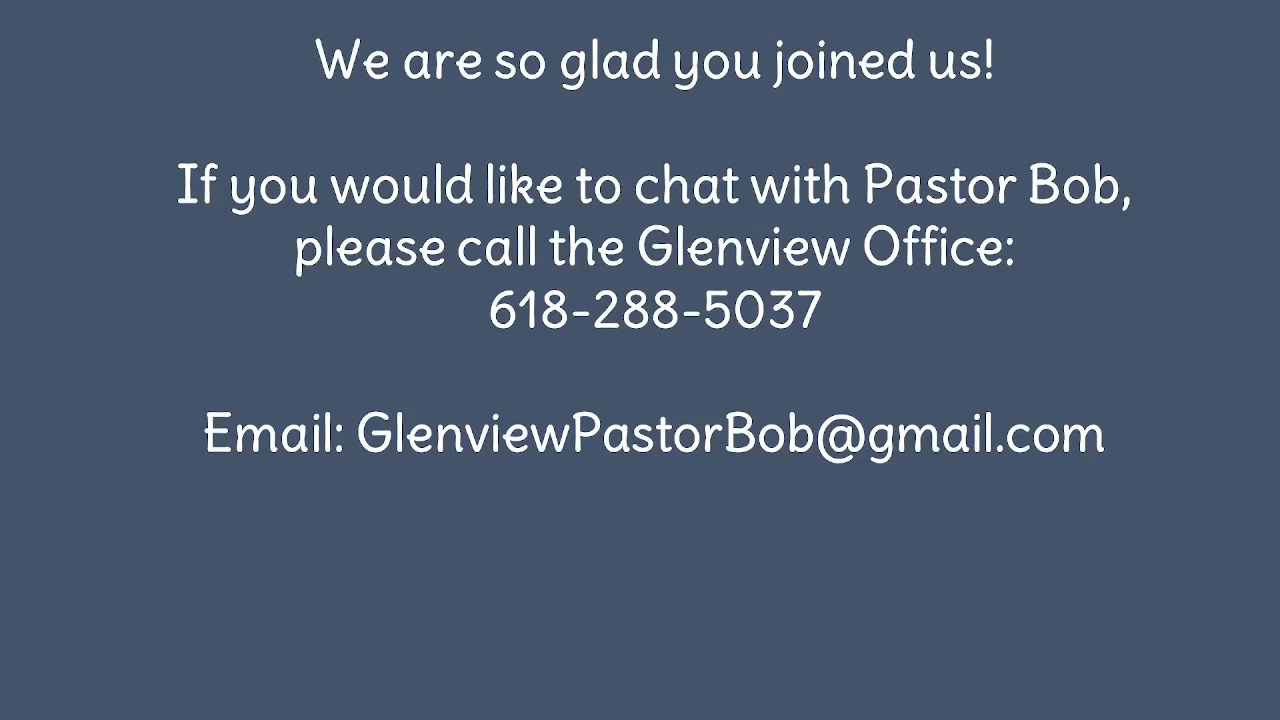 We are so glad you joined us!
If you would like to chat with Pastor Bob,
please call the Glenview Office:
618-288-5037
Email: GlenviewPastorBob@gmail.com